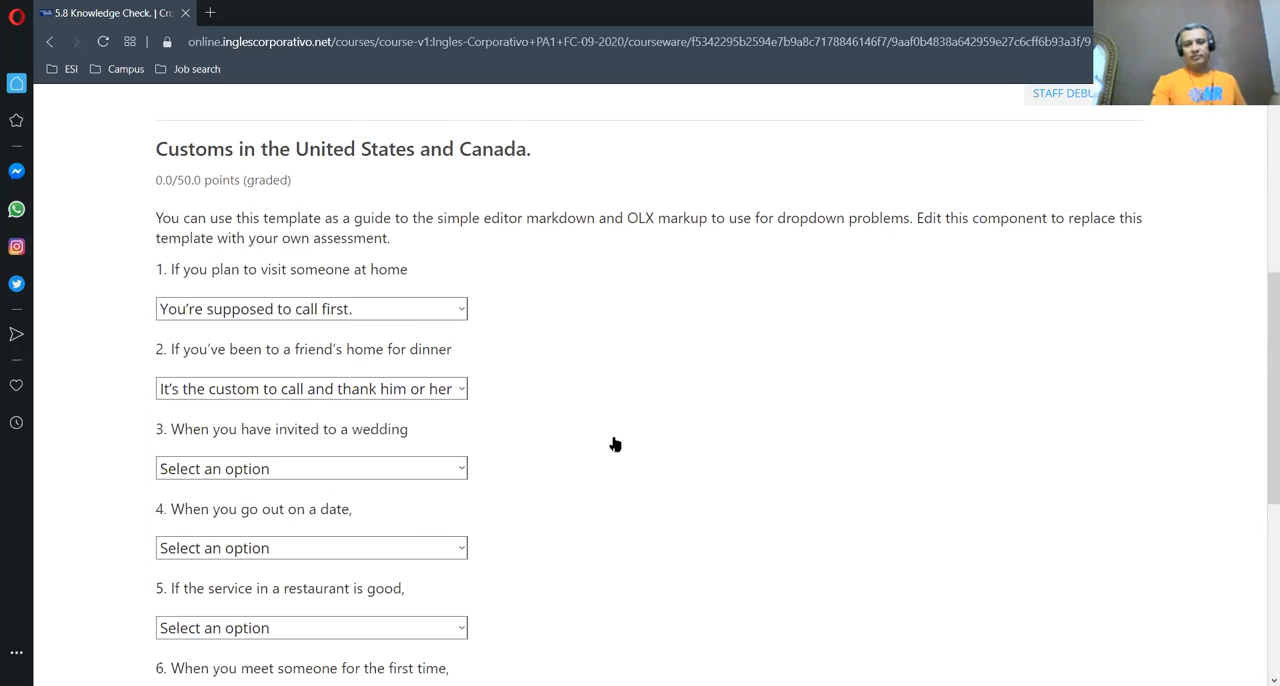 5.8 Knowledge Check. | Cro
online.inglescorporativo.net/courses/course-v1:Ingles-Corporativo+PA1+FC-09-2020/courseware/f5342295b2594e7b9a8c7178846146f7/9aaf0b4838a642959e27c6cff6b93a3f/9
ESI
Campus
Job search
STAFF DEBU
Customs in the United States and Canada.
0.0/50.0 points (graded)
You can use this template as a guide to the simple editor markdown and OLX markup to use for dropdown problems. Edit this component to replace this
template with your own assessment.
1. If you plan to visit someone at home
You're supposed to call first.
2. If you've been to a friend's home for dinner
It's the custom to call and thank him or her
3. When you have invited to a wedding
Select an option
4. When you go out on a date,
Select an option
5. If the service in a restaurant is good,
Select an option
6. When you meet someone for the first time,